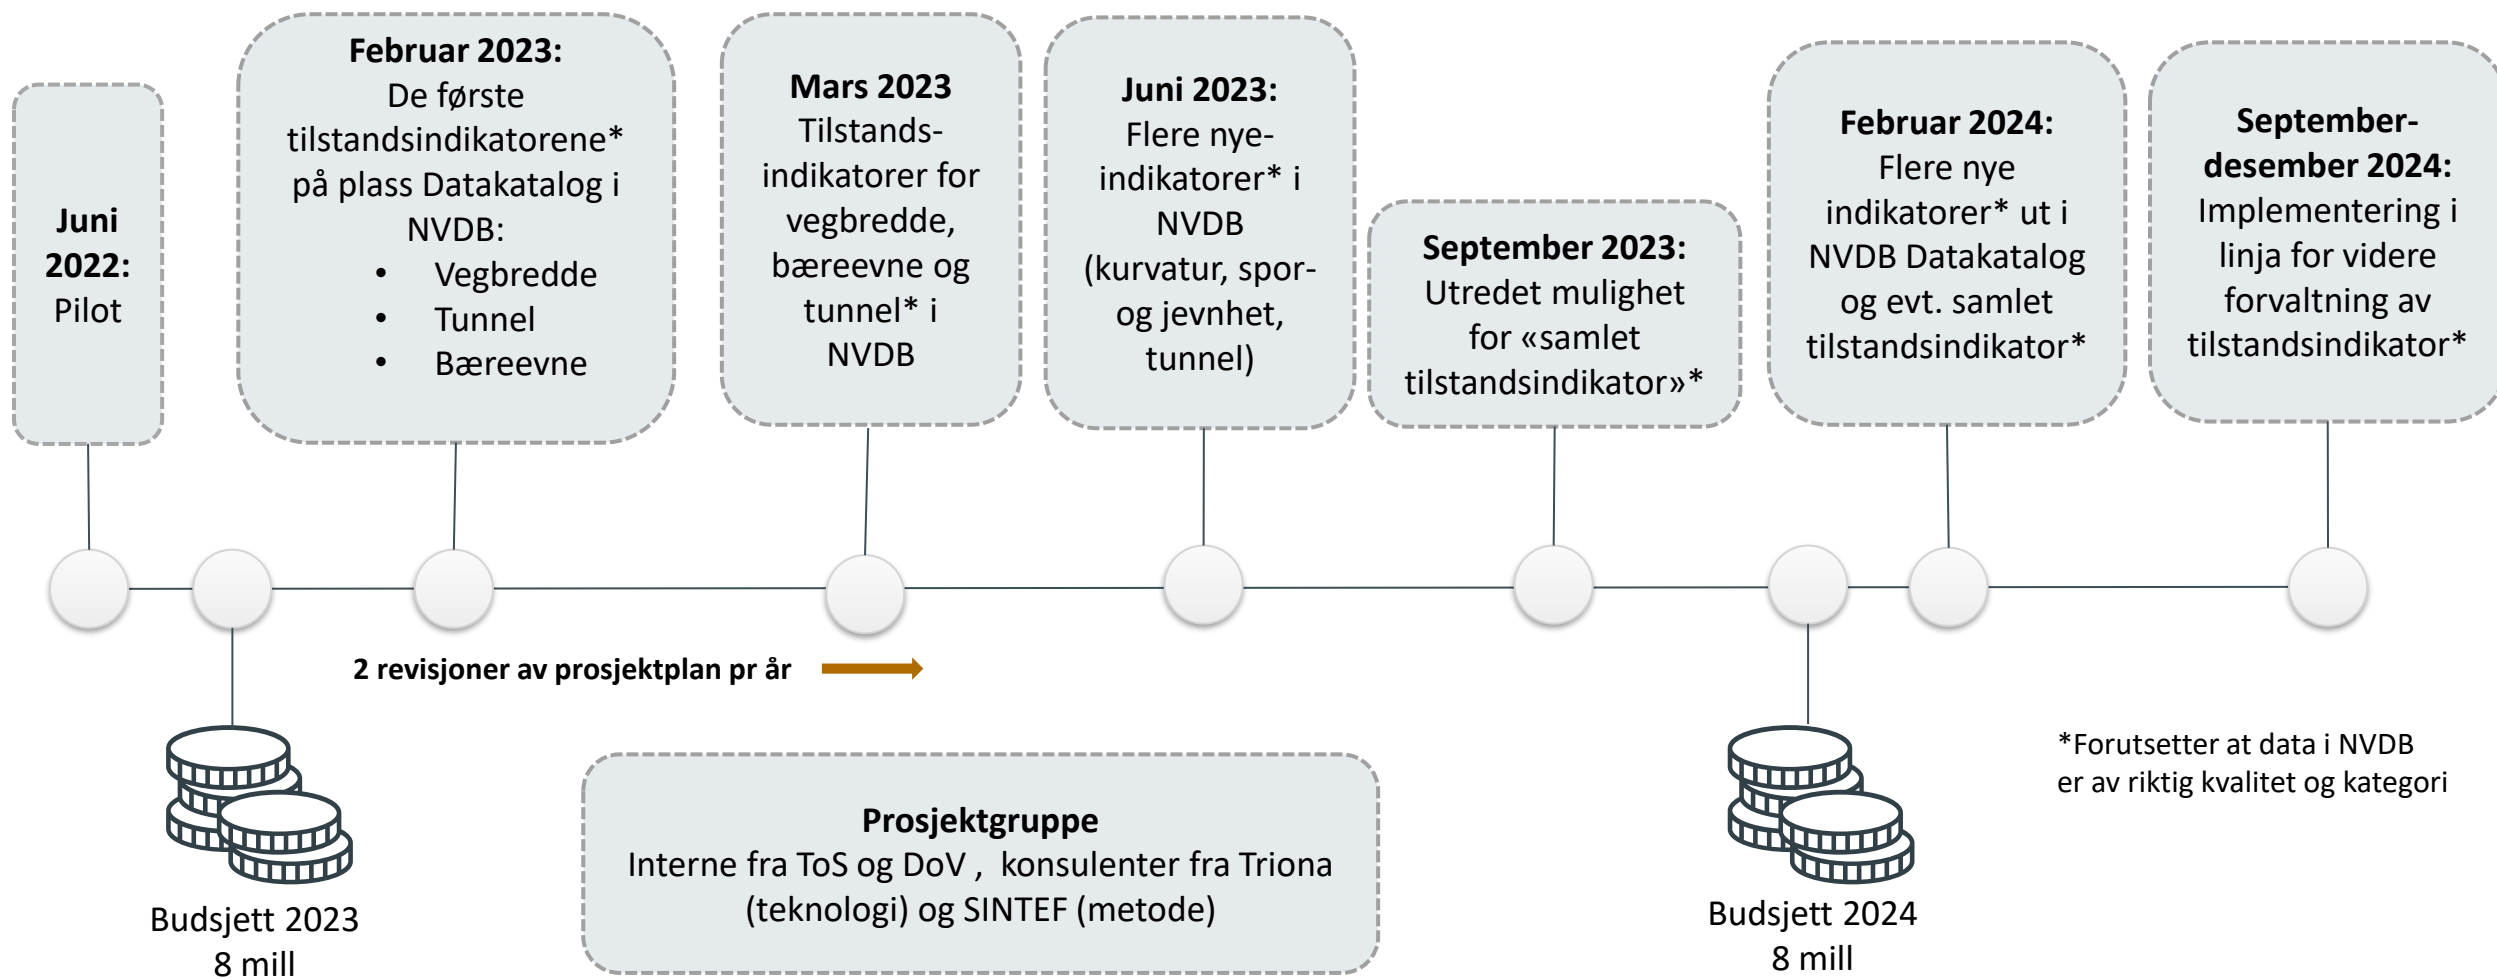 Juni
2022:
Pilot
Februar 2023:
De første
tilstandsindikatorene*
på plass Datakatalog i
NVDB:
• Vegbredde
• Tunnel
• Bæreevne
Mars 2023
Tilstands-
indikatorer for
vegbredde,
bæreevne og
tunnel* i
NVDB
Juni 2023:
Flere nye-
indikatorer* i
NVDB
(kurvatur, spor-
og jevnhet,
tunnel)
September 2023:
Utredet mulighet
for «samlet
tilstandsindikator»*
Februar 2024:
Flere nye
indikatorer* ut i
NVDB Datakatalog
og evt. samlet
tilstandsindikator*
September-
desember 2024:
Implementering i
linja for videre
forvaltning av
tilstandsindikator*
2 revisjoner av prosjektplan pr år
Budsjett 2023
8 mill
Prosjektgruppe
Interne fra ToS og DoV , konsulenter fra Triona
(teknologi) og SINTEF (metode)
Budsjett 2024
8 mill
*Forutsetter at data i NVDB
er av riktig kvalitet og kategori